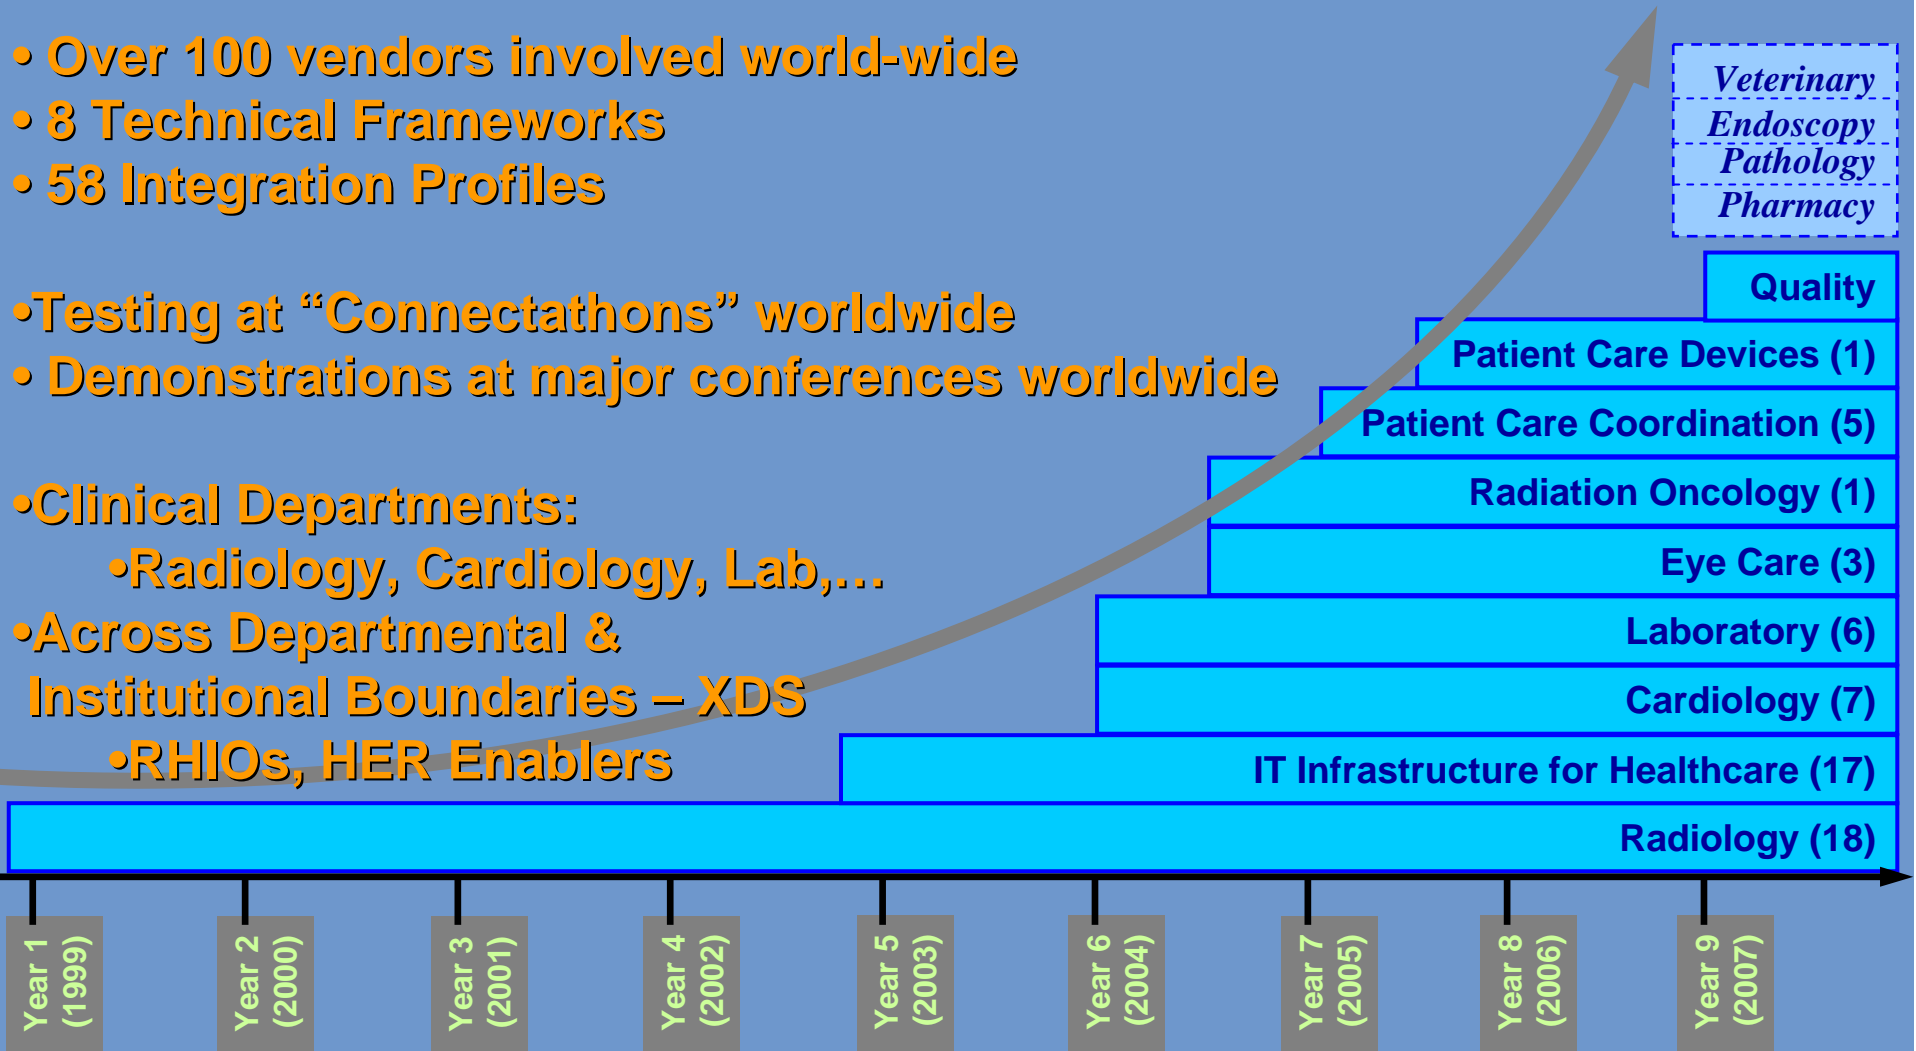 • Over 100 vendors involved world-wide
• 8 Technical Frameworks
• 58 Integration Profiles
•Testing at “Connectathons” worldwide
• Demonstrations at major conferences worldwide
•Clinical Departments:
•Radiology, Cardiology, Lab,…
•Across Departmental &
Institutional Boundaries – XDS
•RHIOs, HER Enablers
Veterinary
Endoscopy
Pathology
Pharmacy
Quality
Patient Care Devices (1)
Patient Care Coordination (5)
Radiation Oncology (1)
Eye Care (3)
Laboratory (6)
Cardiology (7)
IT Infrastructure for Healthcare (17)
Radiology (18)
Year 1
(1999)
Year 2
(2000)
Year 3
(2001)
Year 4
(2002)
Year 5
(2003)
Year 6
(2004)
Year 7
(2005)
Year 8
(2006)
Year 9
(2007)